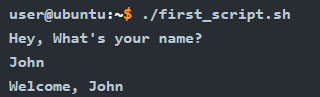 user@ubuntu:~$ ./first_script.sh
Hey, What's your name?
John
Welcome, John